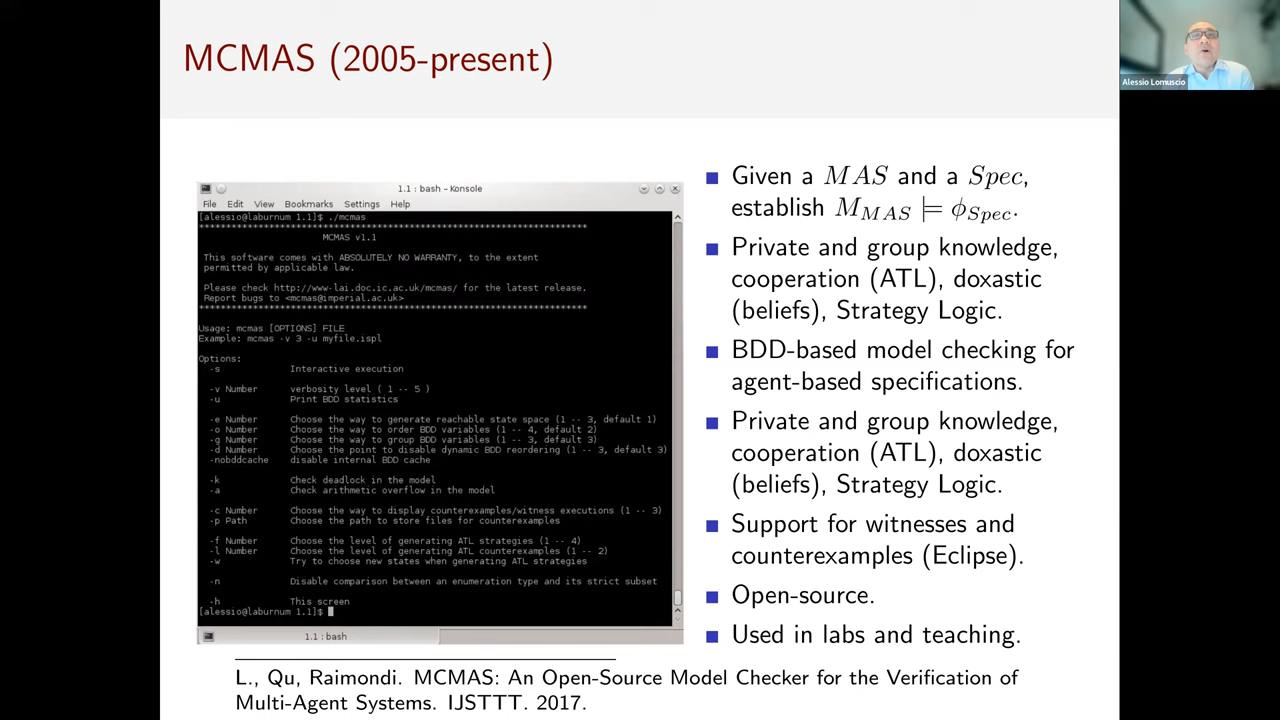 MCMAS (2005-present)
Alessio Lomuscio
1.1 : bash – Konsole
File Edit View Bookmarks Settings Help
[alessio@laburnum 1.1]$ ./mcmas
************************************************************************
MCMAS v1.1
This software comes with ABSOLUTELY NO WARRANTY, to the extent
permitted by applicable law.
Please check http://www-lai.doc.ic.ac.uk/mcmas/ for the latest release.
Report bugs to <mcmas@imperial.ac.uk>
************************************************************************
Usage: mcmas [OPTIONS] FILE
Example: mcmas -v 3 -u myfile.ispl
Options:
-s Interactive execution
-v Number verbosity level ( 1 -- 5 )
-u Print BDD statistics
-e Number Choose the way to generate reachable state space (1 -- 3, default 1)
-o Number Choose the way to order BDD variables (1 -- 4, default 2)
-g Number Choose the way to group BDD variables (1 -- 3, default 3)
-d Number Choose the point to disable dynamic BDD reordering (1 -- 3, default 3)
-nobddcache disable internal BDD cache
-k Check deadlock in the model
-a Check arithmetic overflow in the model
-c Number Choose the way to display counterexamples/witness executions (1 -- 3)
-p Path Choose the path to store files for counterexamples
-f Number Choose the level of generating ATL strategies (1 -- 4)
-l Number Choose the level of generating ATL counterexamples (1 -- 2)
-w Try to choose new states when generating ATL strategies
-n Disable comparison between an enumeration type and its strict subset
-h This screen
[alessio@laburnum 1.1]$
1.1 : bash
■ Given a MAS and a Spec,
establish M_MAS ⊨ ϕ_Spec.
■ Private and group knowledge,
cooperation (ATL), doxastic
(beliefs), Strategy Logic.
■ BDD-based model checking for
agent-based specifications.
■ Private and group knowledge,
cooperation (ATL), doxastic
(beliefs), Strategy Logic.
■ Support for witnesses and
counterexamples (Eclipse).
■ Open-source.
■ Used in labs and teaching.
L., Qu, Raimondi. MCMAS: An Open-Source Model Checker for the Verification of
Multi-Agent Systems. IJSTTT. 2017.